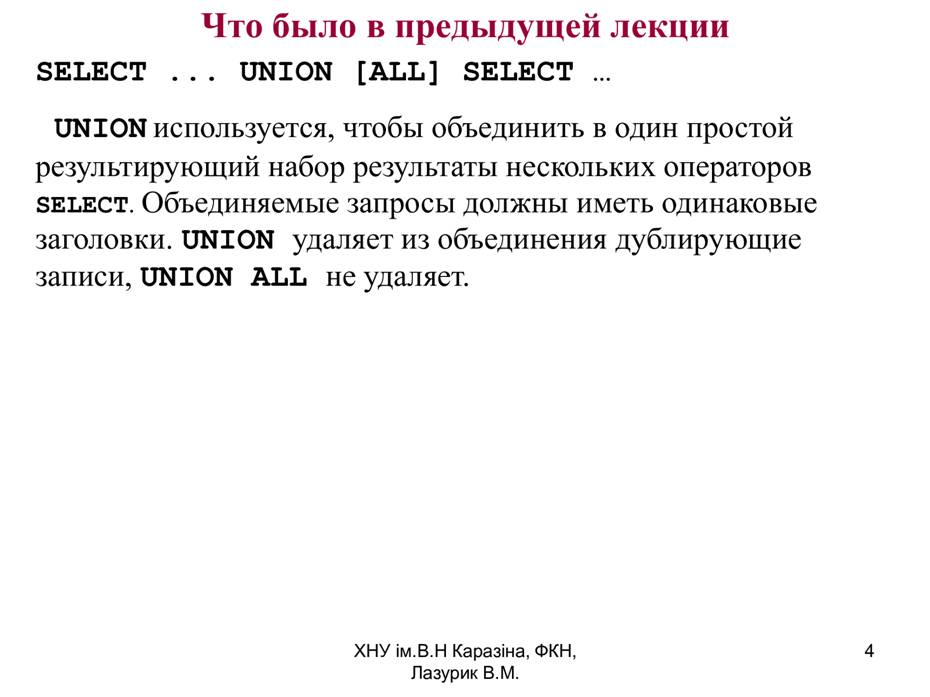 Что было в предыдущей лекции
SELECT ... UNION [ALL] SELECT …
UNION используется, чтобы объединить в один простой
результирующий набор результаты нескольких операторов
SELECT. Объединяемые запросы должны иметь одинаковые
заголовки. UNION удаляет из объединения дублирующие
записи, UNION ALL не удаляет.
ХНУ ім.В.Н Каразіна, ФКН,
Лазурик В.М.
4